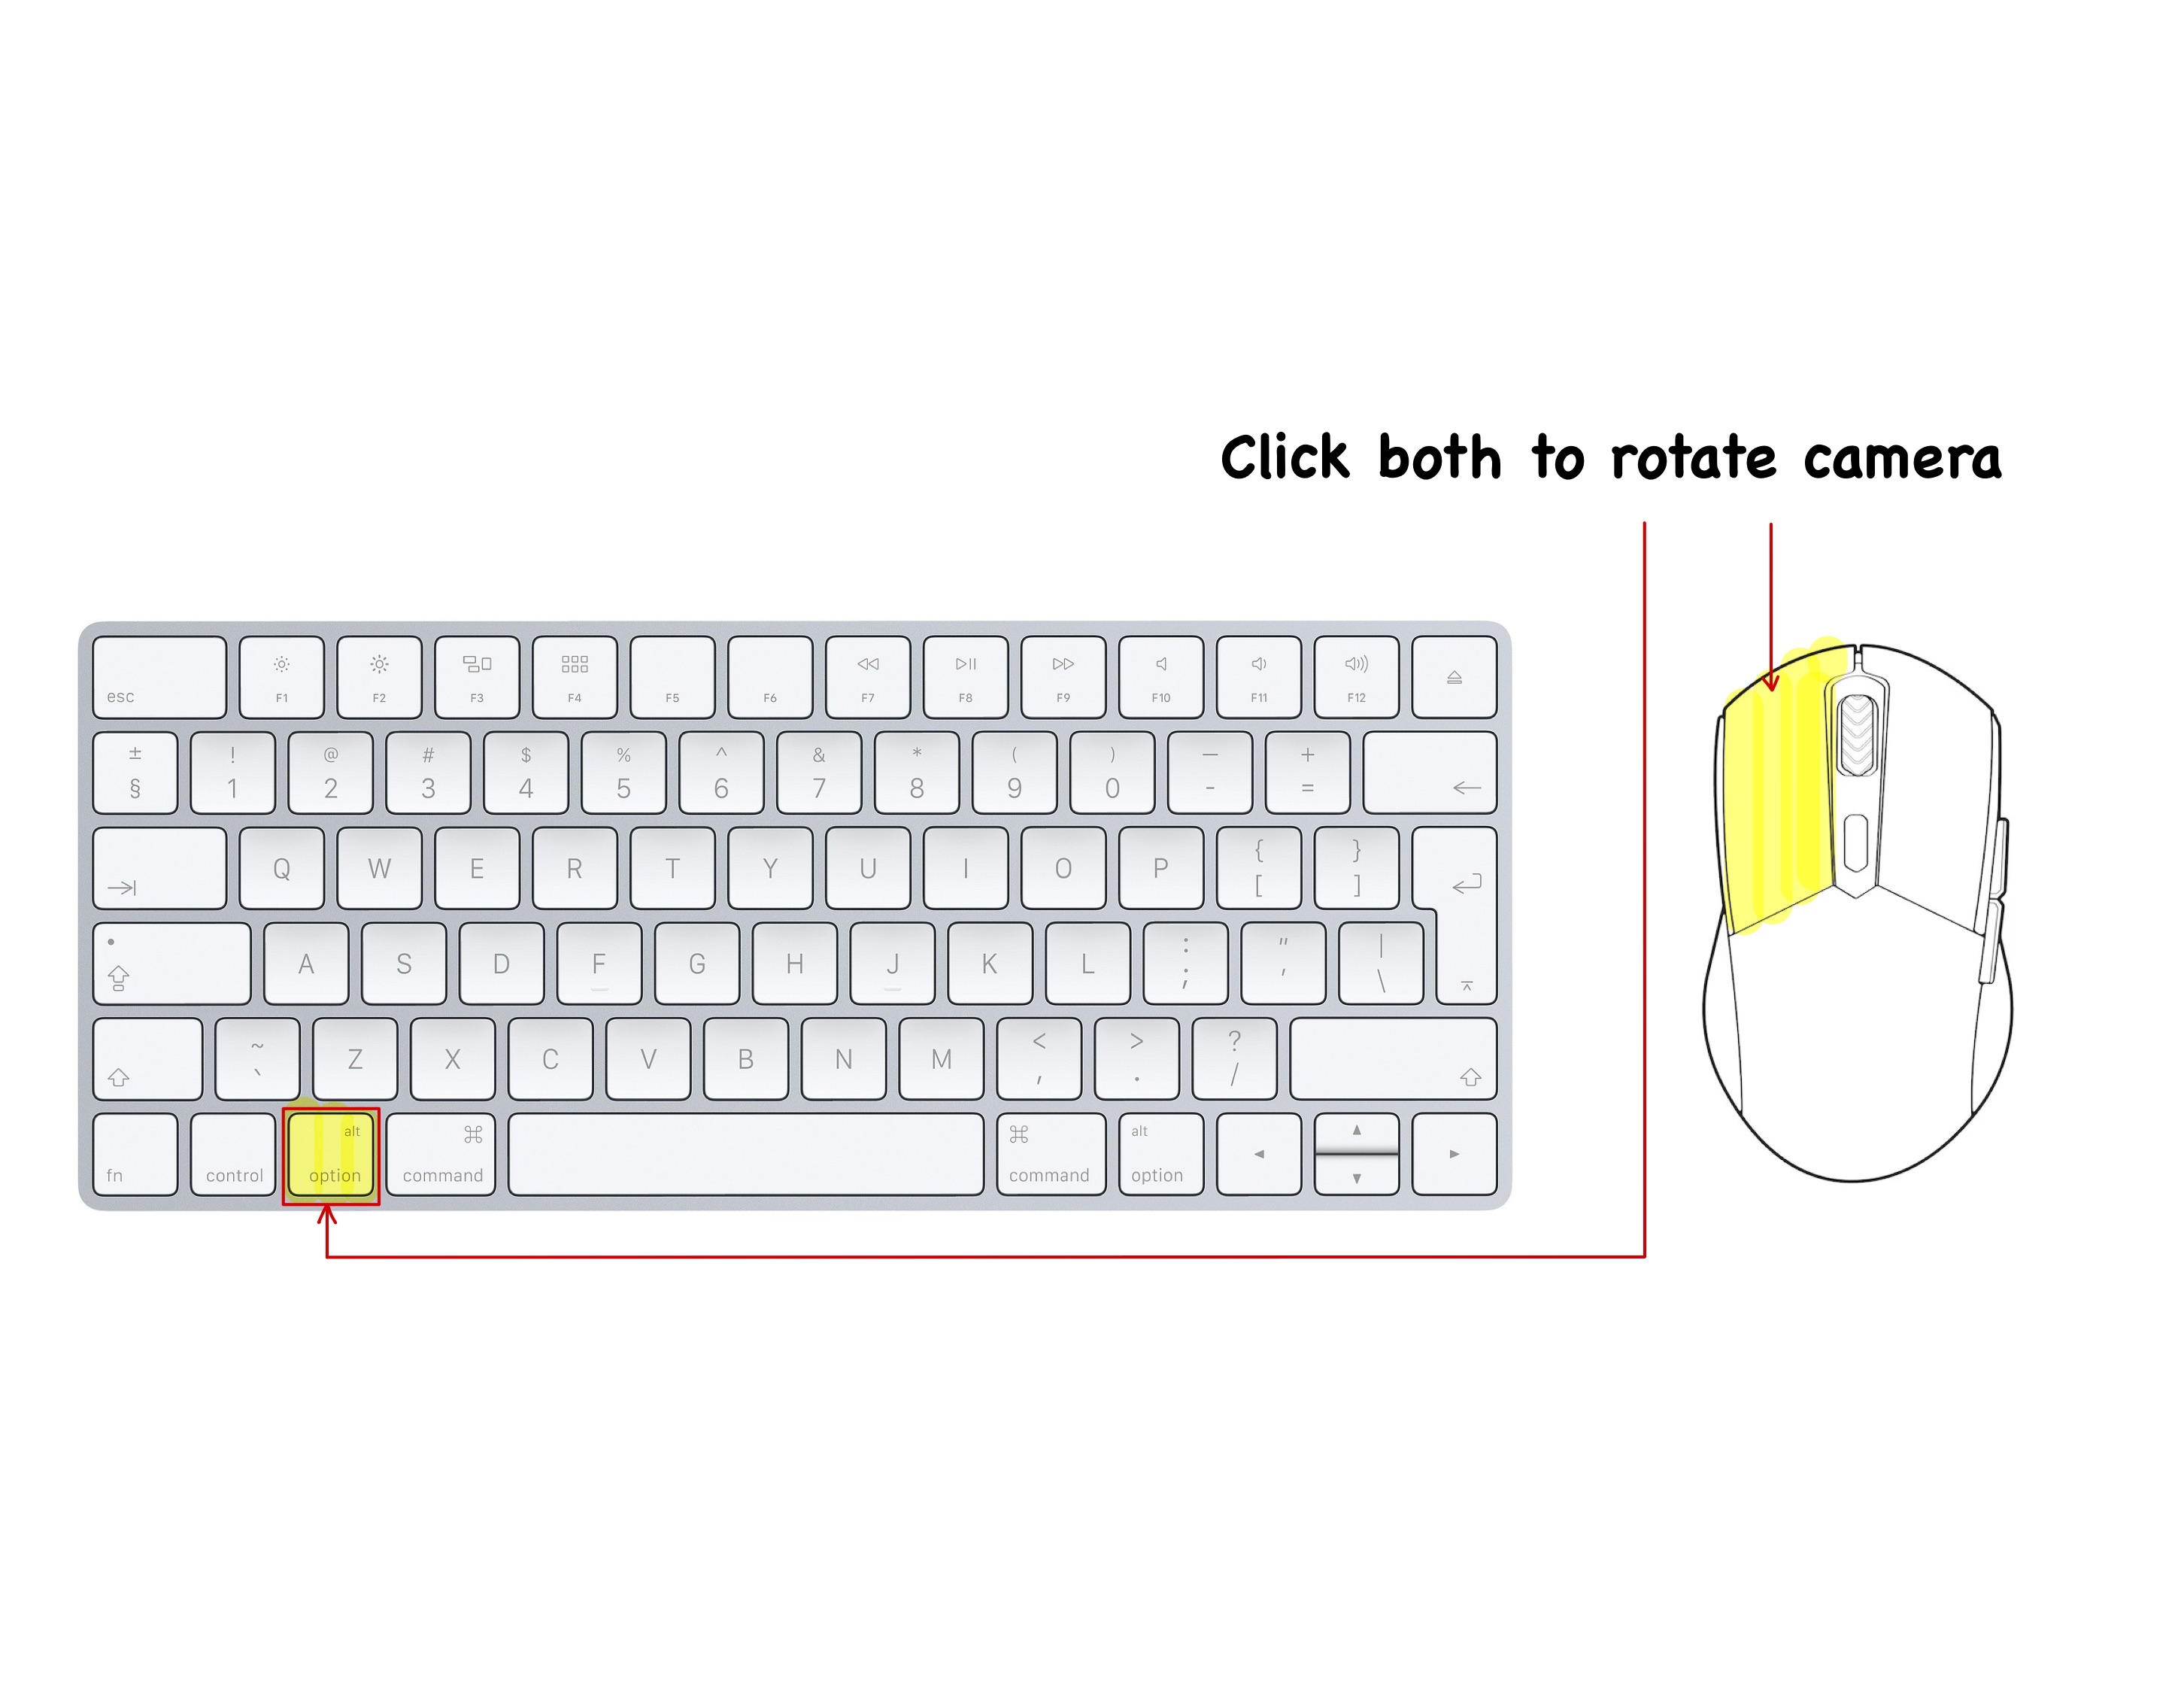 Click both to rotate camera
esc F1 F2 F3 F4 F5 F6 F7 F8 F9 F10 F11 F12
± ! @ # $ % ^ & * ( ) — +
§ 1 2 3 4 5 6 7 8 9 0 - =
Q W E R T Y U I O P { }
[ ]
A S D F G H J K L : " |
; ' \
~ Z X C V B N M < > ?
` , . /
alt ⌘ ⌘ alt
fn control option command command option